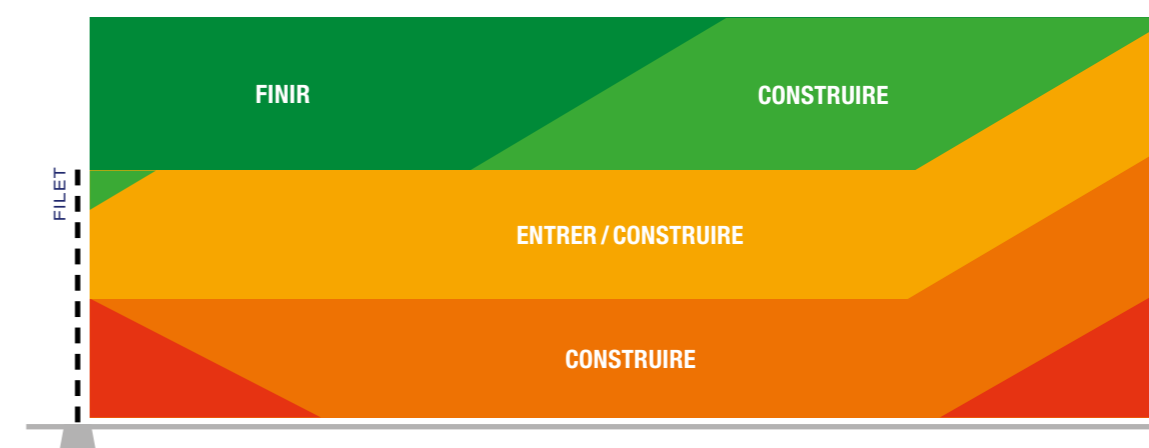 FINIR
CONSTRUIRE
FILET
ENTRER / CONSTRUIRE
CONSTRUIRE